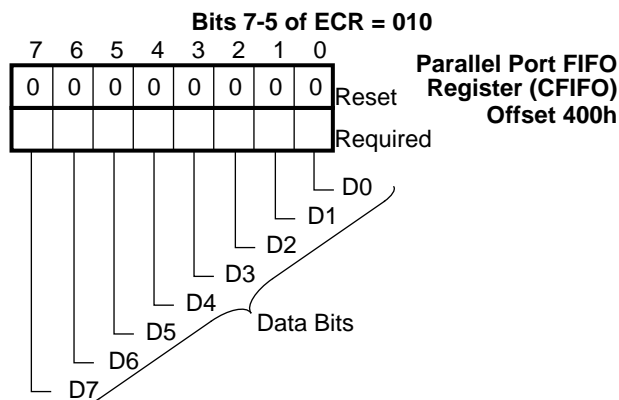 Bits 7-5 of ECR = 010
7 6 5 4 3 2 1 0
Parallel Port FIFO
Register (CFIFO)
Offset 400h
0 0 0 0 0 0 0 0 Reset
Required
D0
D1
D2
D3
D4
Data Bits
D5
D6
D7